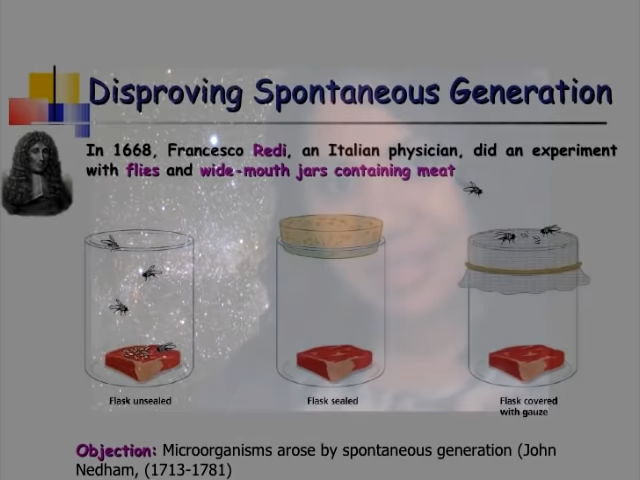 Disproving Spontaneous Generation
In 1668, Francesco Redi, an Italian physician, did an experiment
with flies and wide-mouth jars containing meat
Flask unsealed
Flask sealed
Flask covered
with gauze
Objection: Microorganisms arose by spontaneous generation (John
Nedham, (1713-1781)